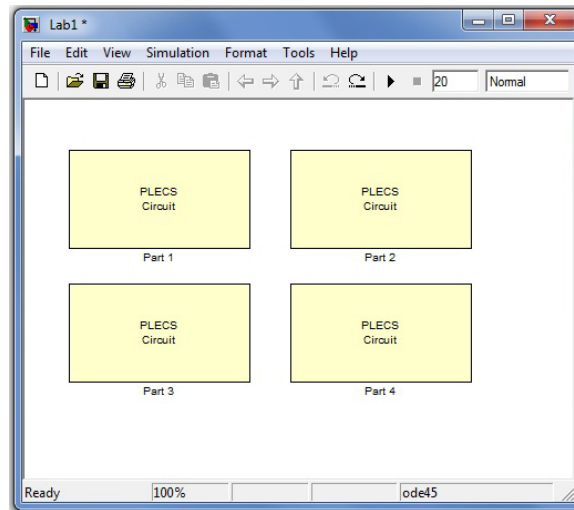 Lab1 *
File Edit View Simulation Format Tools Help
20 Normal
PLECS
Circuit
Part 1
PLECS
Circuit
Part 2
PLECS
Circuit
Part 3
PLECS
Circuit
Part 4
Ready 100% ode45